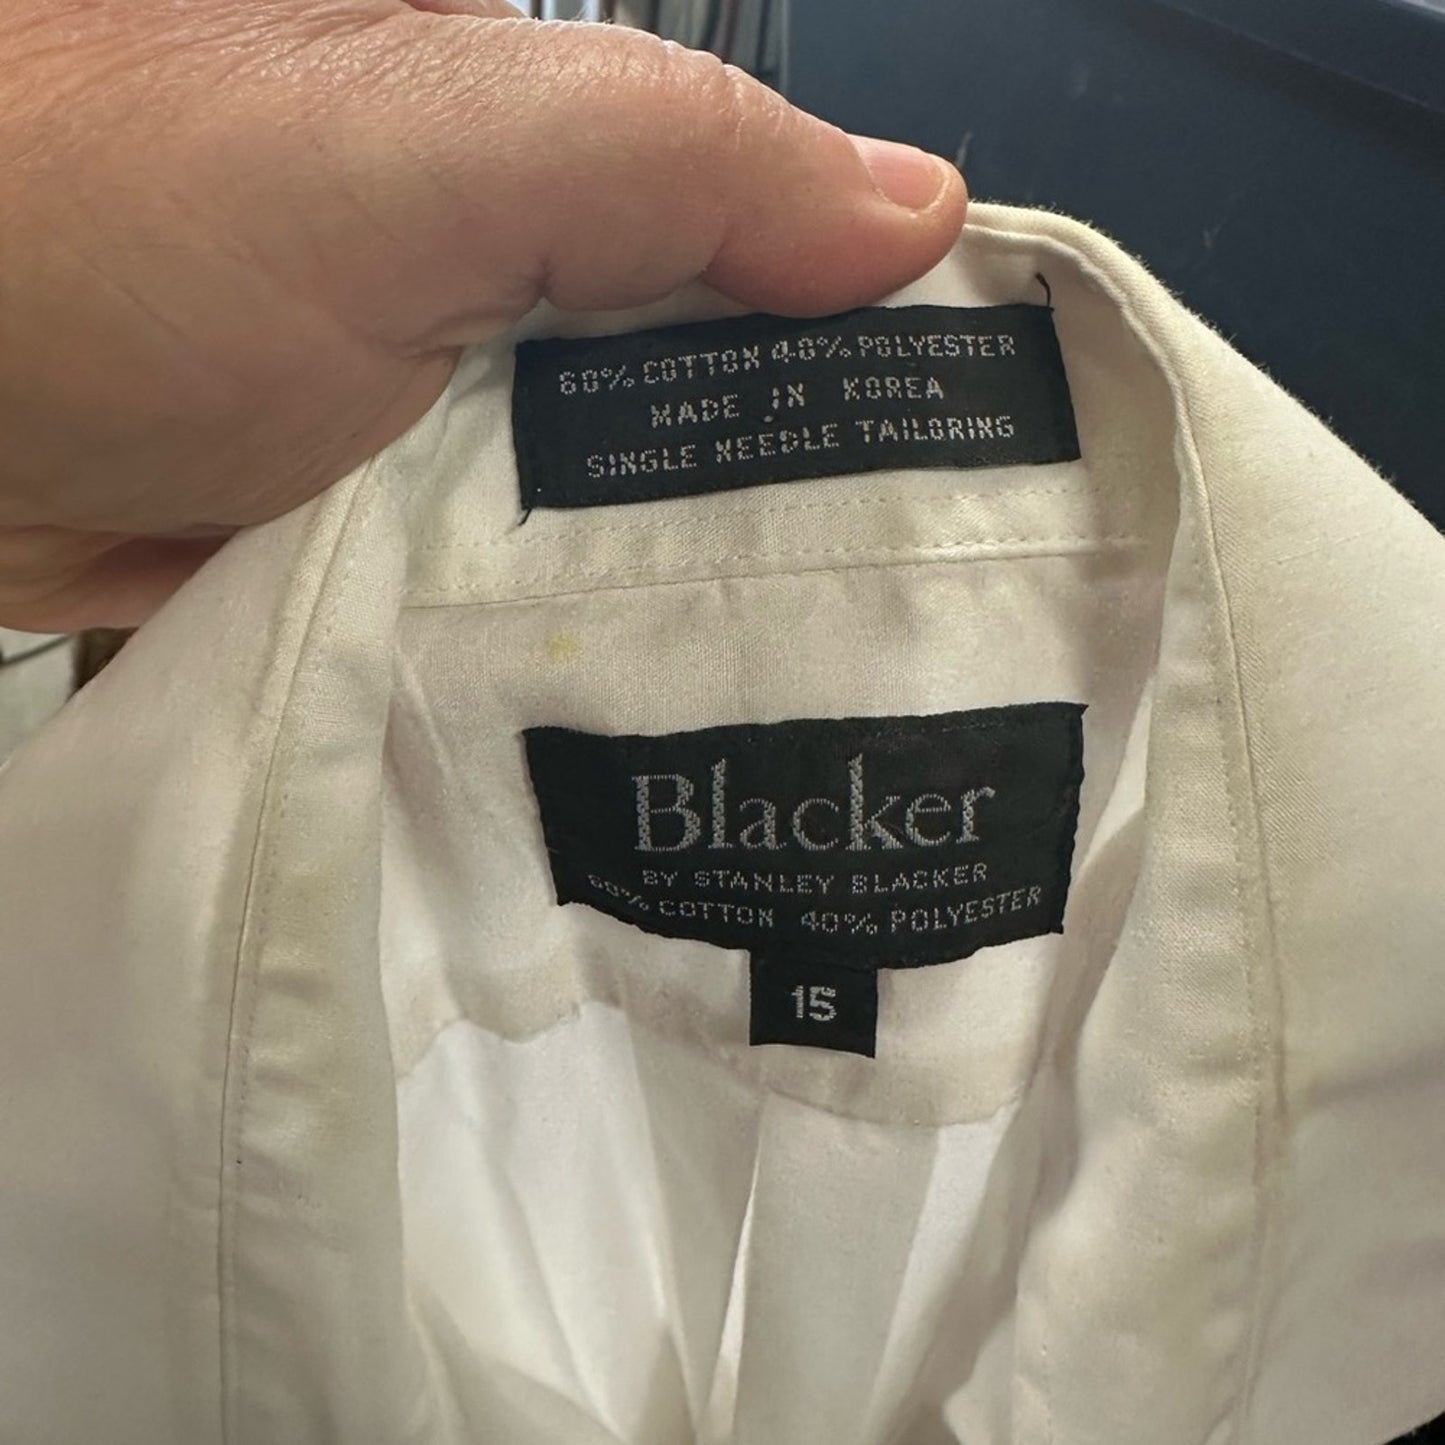 60% COTTON 40% POLYESTER
MADE IN KOREA
SINGLE NEEDLE TAILORING
Blacker
BY STANLEY BLACKER
60% COTTON 40% POLYESTER
15